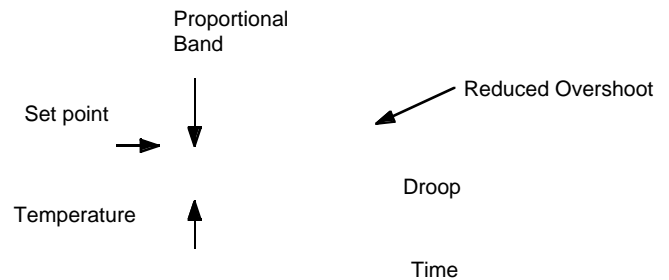 Proportional
Band
Reduced Overshoot
Set point
Droop
Temperature
Time